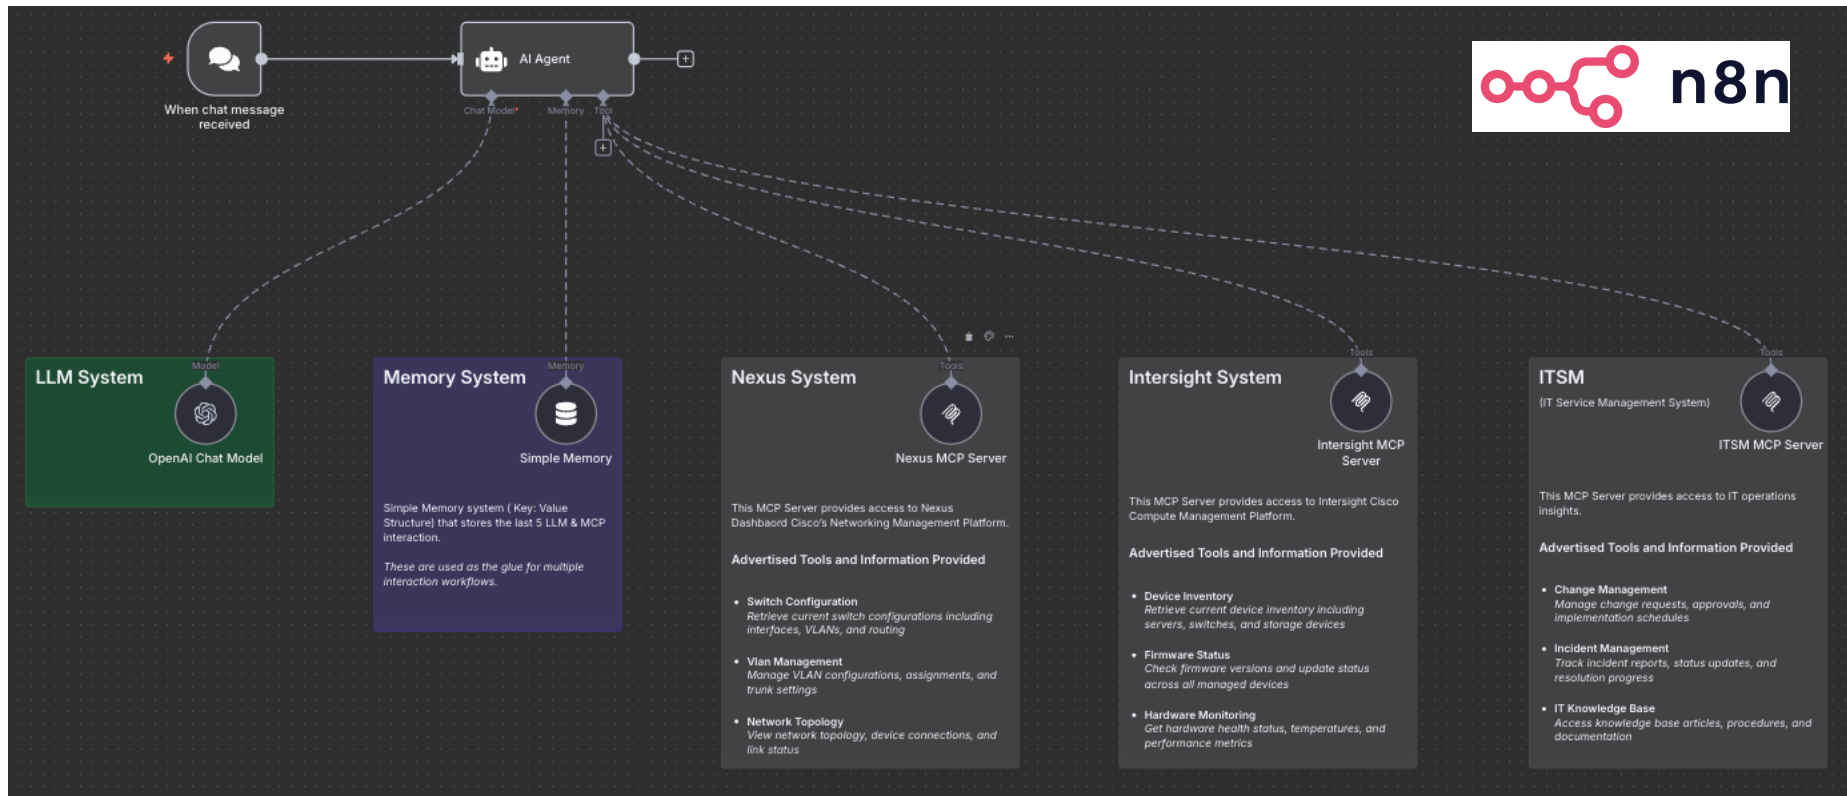 When chat message
received
AI Agent
Chat Model*
Memory
Tool
n8n
LLM System
Model
OpenAI Chat Model
Memory System
Memory
Simple Memory
Simple Memory system ( Key: Value
Structure) that stores the last 5 LLM & MCP
interaction.
These are used as the glue for multiple
interaction workflows.
Nexus System
Tools
Nexus MCP Server
This MCP Server provides access to Nexus
Dashbaord Cisco's Networking Management Platform.
Advertised Tools and Information Provided
• Switch Configuration
Retrieve current switch configurations including
interfaces, VLANs, and routing
• Vlan Management
Manage VLAN configurations, assignments, and
trunk settings
• Network Topology
View network topology, device connections, and
link status
Intersight System
Tools
Intersight MCP
Server
This MCP Server provides access to Intersight Cisco
Compute Management Platform.
Advertised Tools and Information Provided
• Device Inventory
Retrieve current device inventory including
servers, switches, and storage devices
• Firmware Status
Check firmware versions and update status
across all managed devices
• Hardware Monitoring
Get hardware health status, temperatures, and
performance metrics
ITSM
(IT Service Management System)
Tools
ITSM MCP Server
This MCP Server provides access to IT operations
insights.
Advertised Tools and Information Provided
• Change Management
Manage change requests, approvals, and
implementation schedules
• Incident Management
Track incident reports, status updates, and
resolution progress
• IT Knowledge Base
Access knowledge base articles, procedures, and
documentation